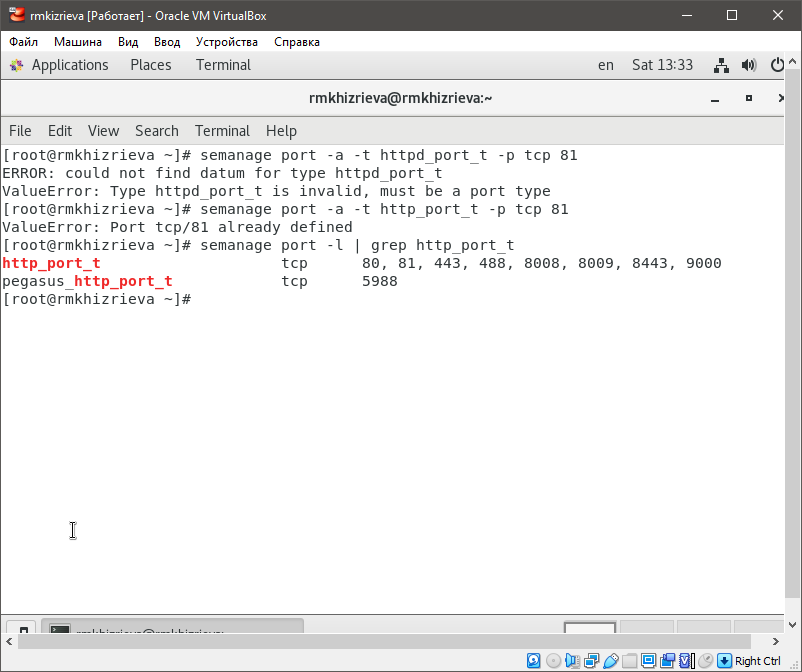 rmkizrieva [Работает] - Oracle VM VirtualBox
Файл Машина Вид Ввод Устройства Справка
Applications Places Terminal en Sat 13:33
rmkhizrieva@rmkhizrieva:~
File Edit View Search Terminal Help
[root@rmkhizrieva ~]# semanage port -a -t httpd_port_t -p tcp 81
ERROR: could not find datum for type httpd_port_t
ValueError: Type httpd_port_t is invalid, must be a port type
[root@rmkhizrieva ~]# semanage port -a -t http_port_t -p tcp 81
ValueError: Port tcp/81 already defined
[root@rmkhizrieva ~]# semanage port -l | grep http_port_t
http_port_t tcp 80, 81, 443, 488, 8008, 8009, 8443, 9000
pegasus_http_port_t tcp 5988
[root@rmkhizrieva ~]#
rmkhizrieva@rmkhizrieva:~
Right Ctrl